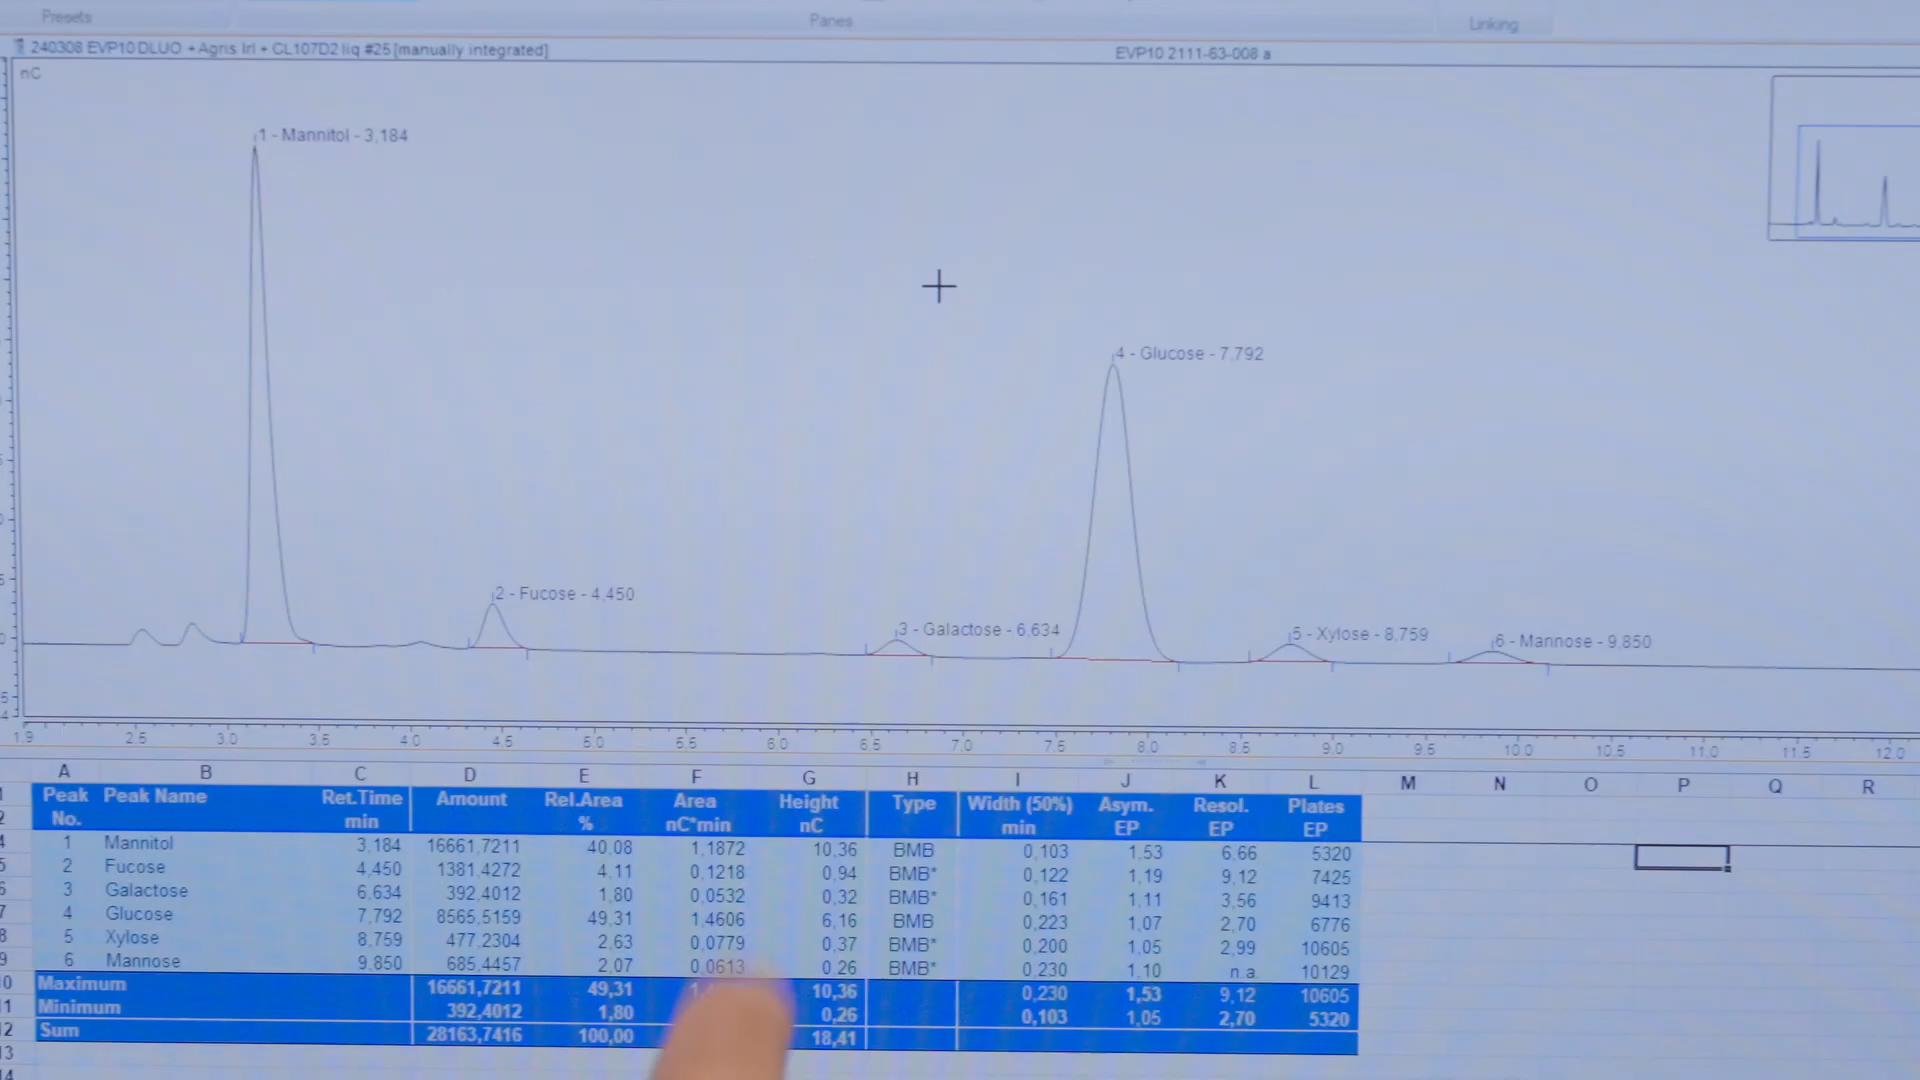 Presets Panes Linking
240308 EVP10 DLUO + Agris Irl + CL107D2 liq #25 [manually integrated] EVP10 2111-63-008 a
nC
1 - Mannitol - 3,184
4 - Glucose - 7,792
2 - Fucose - 4,450
3 - Galactose - 6,634
5 - Xylose - 8,759
6 - Mannose - 9,850
1.9 2.5 3.0 3.5 4.0 4.5 5.0 5.5 6.0 6.5 7.0 7.5 8.0 8.5 9.0 9.5 10.0 10.5 11.0 11.5 12.0
A B C D E F G H I J K L M N O P Q R
Peak Peak Name Ret.Time Amount Rel.Area Area Height Type Width (50%) Asym. Resol. Plates
No. min % nC*min nC min EP EP EP
1 Mannitol 3,184 16661,7211 40,08 1,1872 10,36 BMB 0,103 1,53 6,66 5320
2 Fucose 4,450 1381,4272 4,11 0,1218 0,94 BMB* 0,122 1,19 9,12 7425
3 Galactose 6,634 392,4012 1,80 0,0532 0,32 BMB* 0,161 1,11 3,56 9413
4 Glucose 7,792 8565,5159 49,31 1,4606 6,16 BMB 0,223 1,07 2,70 6776
5 Xylose 8,759 477,2304 2,63 0,0779 0,37 BMB* 0,200 1,05 2,99 10605
6 Mannose 9,850 685,4457 2,07 0,0613 0,26 BMB* 0,230 1,10 n.a. 10129
Maximum 16661,7211 49,31 10,36 0,230 1,53 9,12 10605
Minimum 392,4012 1,80 0,26 0,103 1,05 2,70 5320
Sum 28163,7416 100,00 18,41